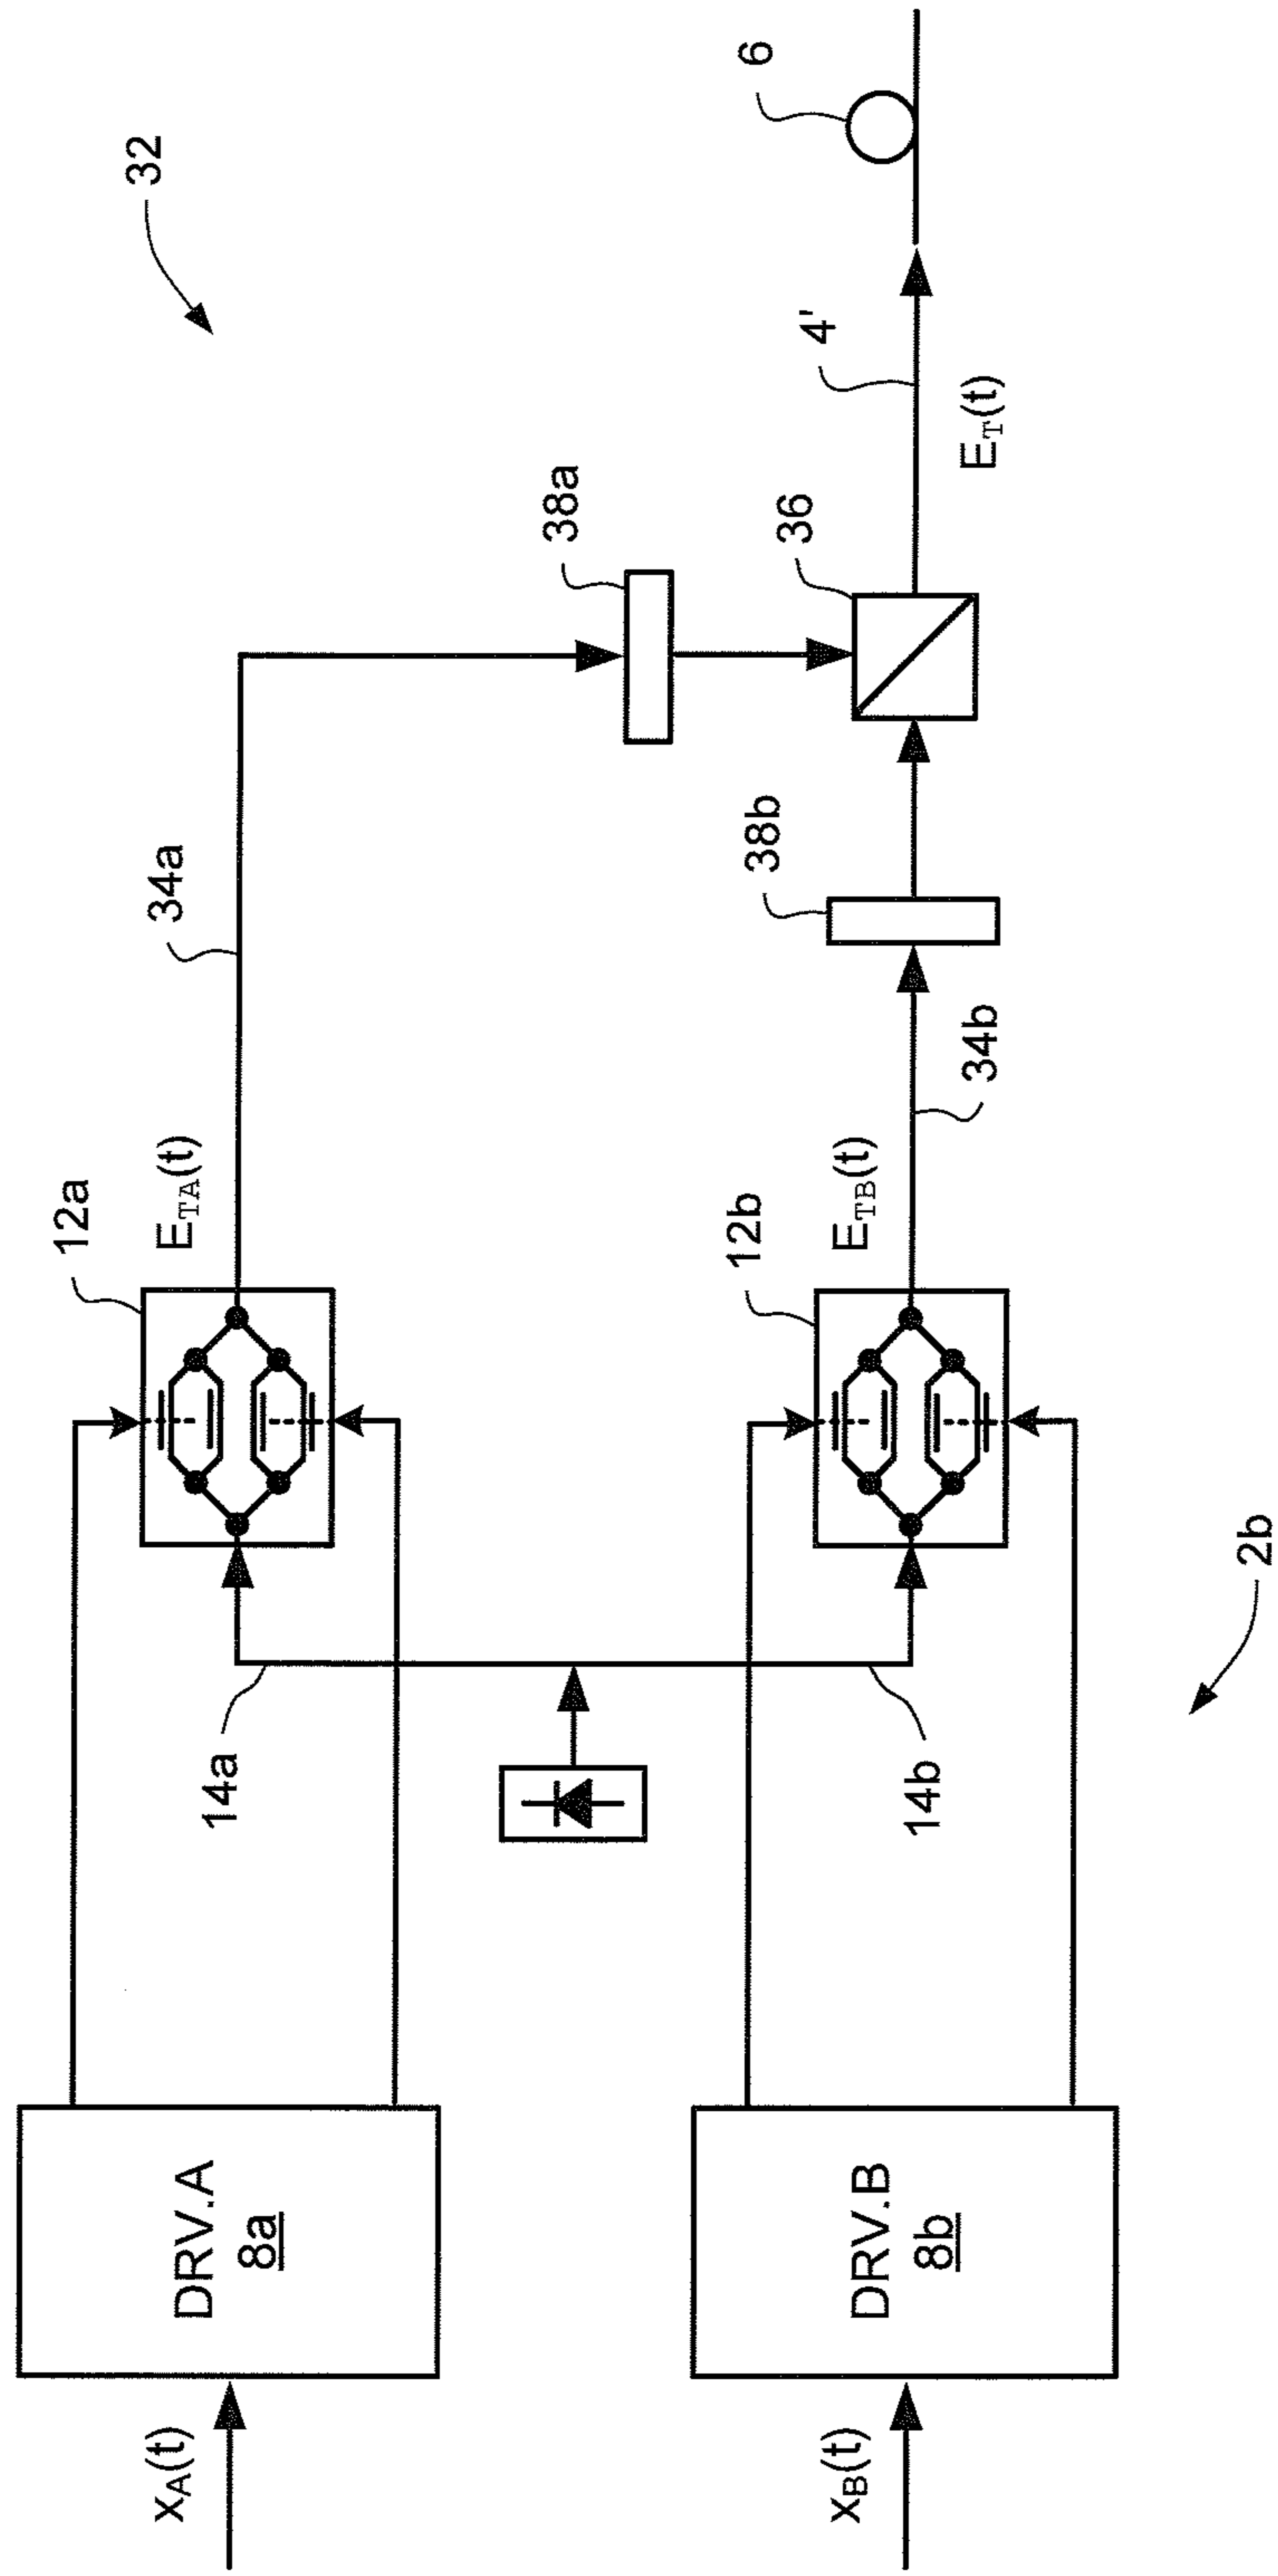 32
6
x_A(t)
DRV.A
8a
14a
12a
E_TA(t)
34a
38a
36
4'
E_T(t)
x_B(t)
DRV.B
8b
14b
12b
E_TB(t)
34b
38b
2b